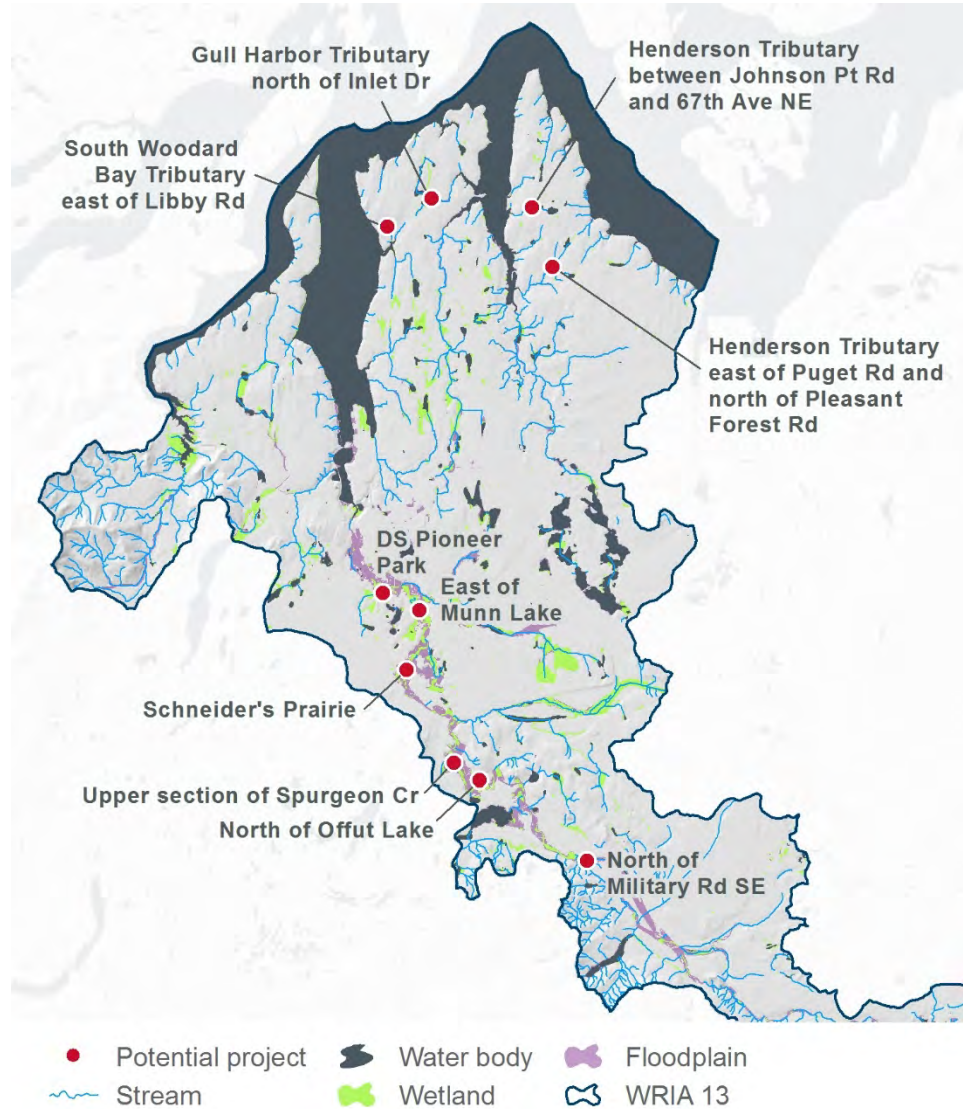 Gull Harbor Tributary
north of Inlet Dr
Henderson Tributary
between Johnson Pt Rd
and 67th Ave NE
South Woodard
Bay Tributary
east of Libby Rd
Henderson Tributary
east of Puget Rd and
north of Pleasant
Forest Rd
DS Pioneer
Park
East of
Munn Lake
Schneider's Prairie
Upper section of Spurgeon Cr
North of Offut Lake
North of
Military Rd SE
Potential project
Water body
Floodplain
Stream
Wetland
WRIA 13